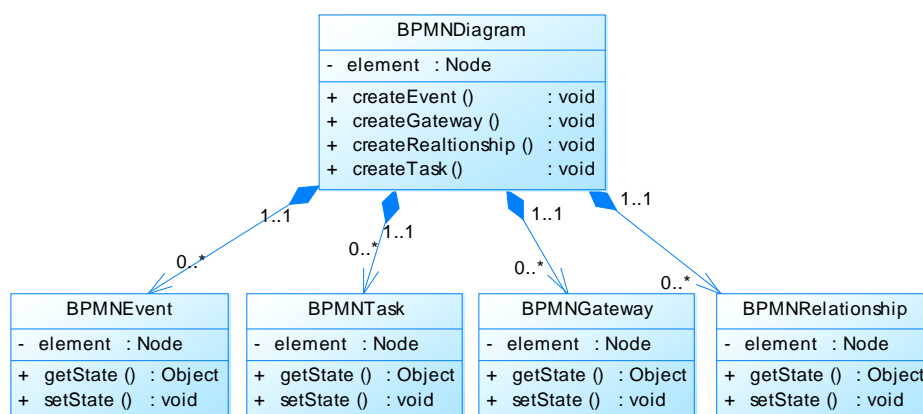 BPMNDiagram
- element : Node
+ createEvent () : void
+ createGateway () : void
+ createRealtionship () : void
+ createTask () : void
1..1 1..1 1..1 1..1
0..* 0..* 0..* 0..*
BPMNEvent BPMNTask BPMNGateway BPMNRelationship
- element : Node - element : Node - element : Node - element : Node
+ getState () : Object + getState () : Object + getState () : Object + getState () : Object
+ setState () : void + setState () : void + setState () : void + setState () : void